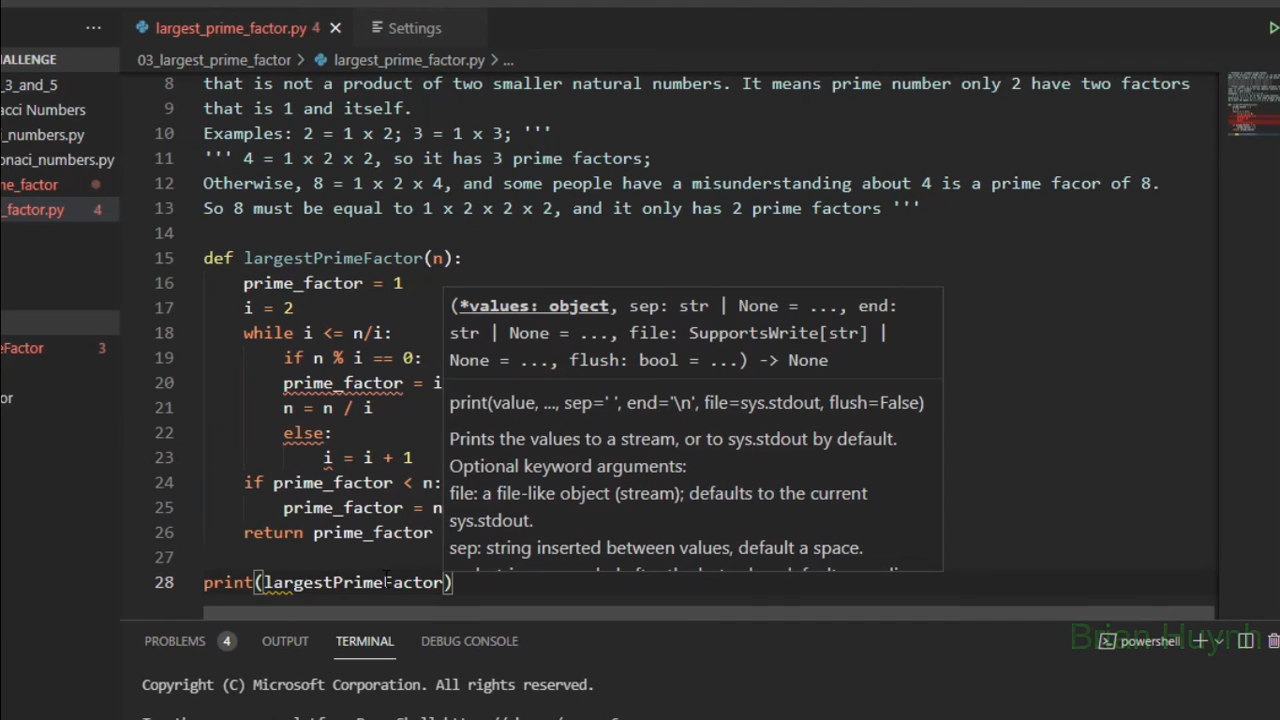 ...
largest_prime_factor.py 4 ×
Settings
HALLENGE
03_largest_prime_factor > largest_prime_factor.py > ...
_3_and_5
acci Numbers
i_numbers.py
onaci_numbers.py
ne_factor
_factor.py 4
Factor 3
or
8 that is not a product of two smaller natural numbers. It means prime number only 2 have two factors
9 that is 1 and itself.
10 Examples: 2 = 1 x 2; 3 = 1 x 3; '''
11 ''' 4 = 1 x 2 x 2, so it has 3 prime factors;
12 Otherwise, 8 = 1 x 2 x 4, and some people have a misunderstanding about 4 is a prime facor of 8.
13 So 8 must be equal to 1 x 2 x 2 x 2, and it only has 2 prime factors '''
14
15 def largestPrimeFactor(n):
16 prime_factor = 1
17 i = 2
18 while i <= n/i:
19 if n % i == 0:
20 prime_factor = i
21 n = n / i
22 else:
23 i = i + 1
24 if prime_factor < n:
25 prime_factor = n
26 return prime_factor
27
28 print(largestPrimeFactor)
(*values: object, sep: str | None = ..., end:
str | None = ..., file: SupportsWrite[str] |
None = ..., flush: bool = ...) -> None
print(value, ..., sep=' ', end='\n', file=sys.stdout, flush=False)
Prints the values to a stream, or to sys.stdout by default.
Optional keyword arguments:
file: a file-like object (stream); defaults to the current
sys.stdout.
sep: string inserted between values, default a space.
PROBLEMS 4 OUTPUT TERMINAL DEBUG CONSOLE
Brian Huynh
powershell
Copyright (C) Microsoft Corporation. All rights reserved.